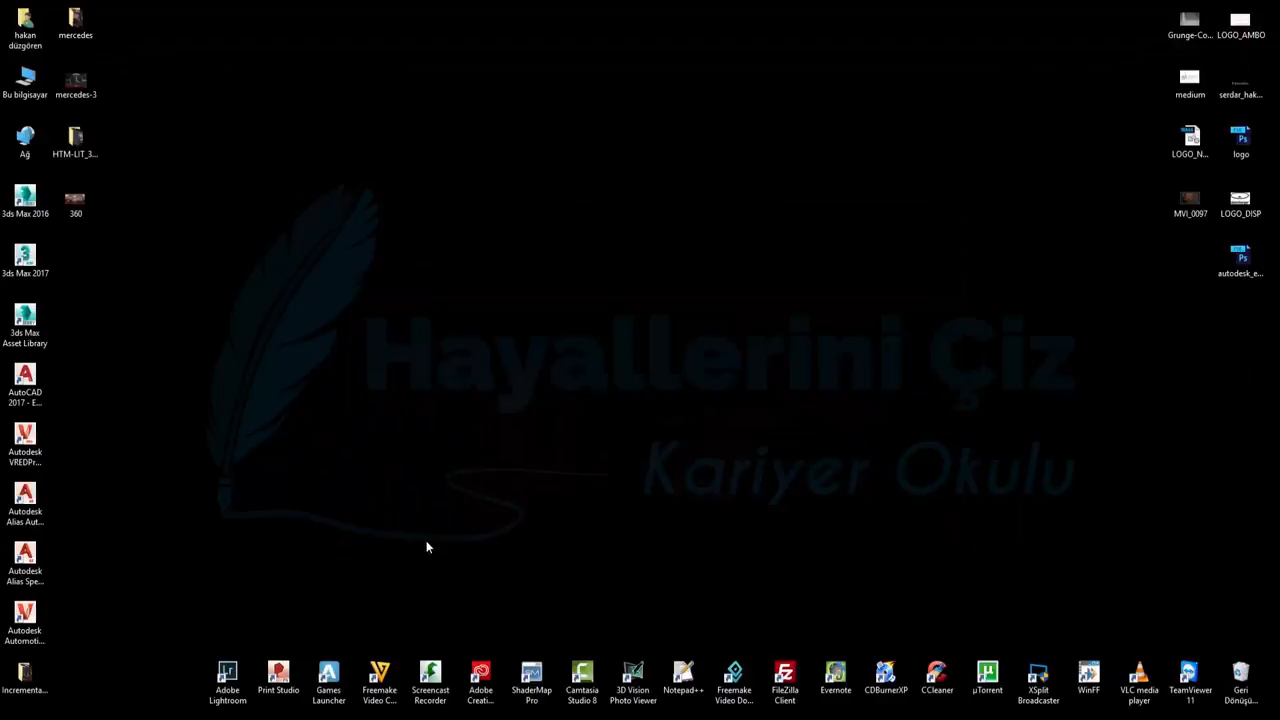 hakan
düzgören
mercedes
Bu bilgisayar
mercedes-3
Ağ
HTM-LIT_3...
3ds Max 2016
360
3ds Max 2017
3ds Max
Asset Library
AutoCAD
2017 - E...
Autodesk
VREDPr...
Autodesk
Alias Aut...
Autodesk
Alias Spe...
Autodesk
Automoti...
Incrementa...
Hayallerini Çiz
Kariyer Okulu
Grunge-Co...
LOGO_AMBO
medium
serdar_hak...
LOGO_N...
logo
MVI_0097
LOGO_DISP
autodesk_e...
Adobe
Lightroom
Print Studio
Games
Launcher
Freemake
Video C...
Screencast
Recorder
Adobe
Creati...
ShaderMap
Pro
Camtasia
Studio 8
3D Vision
Photo Viewer
Notepad++
Freemake
Video Do...
FileZilla
Client
Evernote
CDBurnerXP
CCleaner
µTorrent
XSplit
Broadcaster
WinFF
VLC media
player
TeamViewer
11
Geri
Dönüşü...